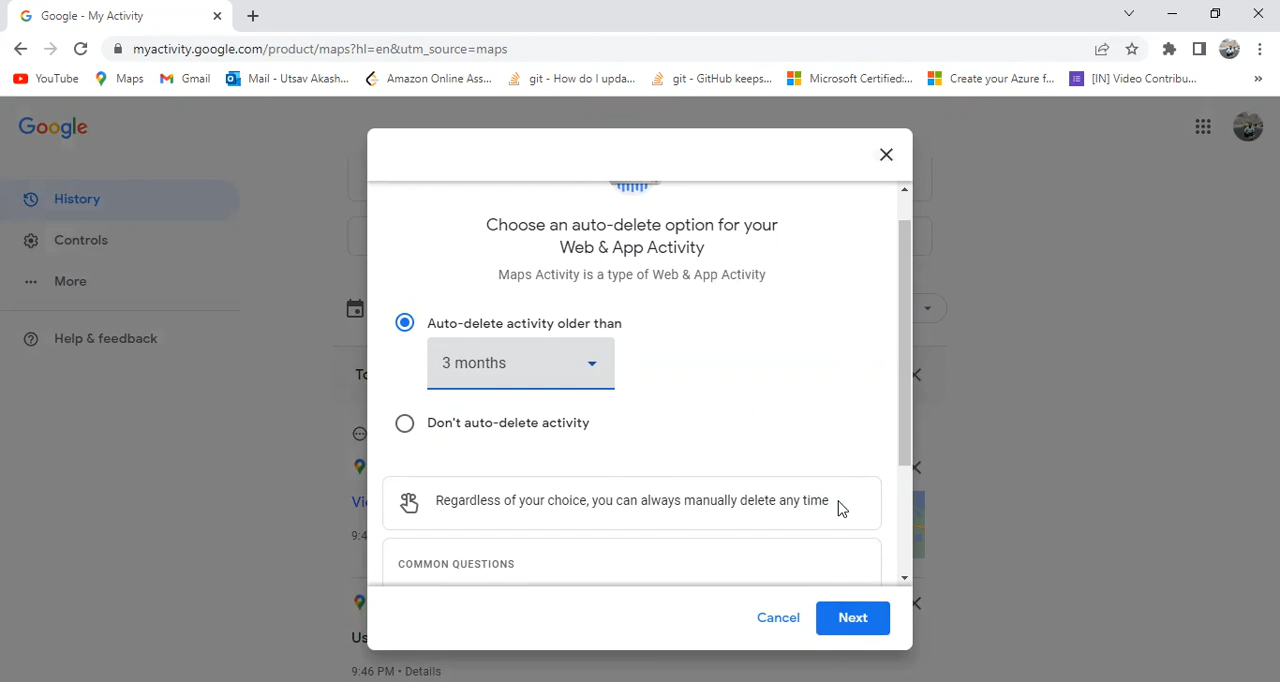 Google - My Activity
myactivity.google.com/product/maps?hl=en&utm_source=maps
YouTube
Maps
Gmail
Mail - Utsav Akash...
Amazon Online Ass...
git - How do I upda...
git - GitHub keeps...
Microsoft Certified:...
Create your Azure f...
[IN] Video Contribu...
»
Google
History
Controls
More
Help & feedback
Choose an auto-delete option for your
Web & App Activity
Maps Activity is a type of Web & App Activity
Auto-delete activity older than
3 months
Don't auto-delete activity
Regardless of your choice, you can always manually delete any time
COMMON QUESTIONS
Cancel
Next
9:46 PM • Details